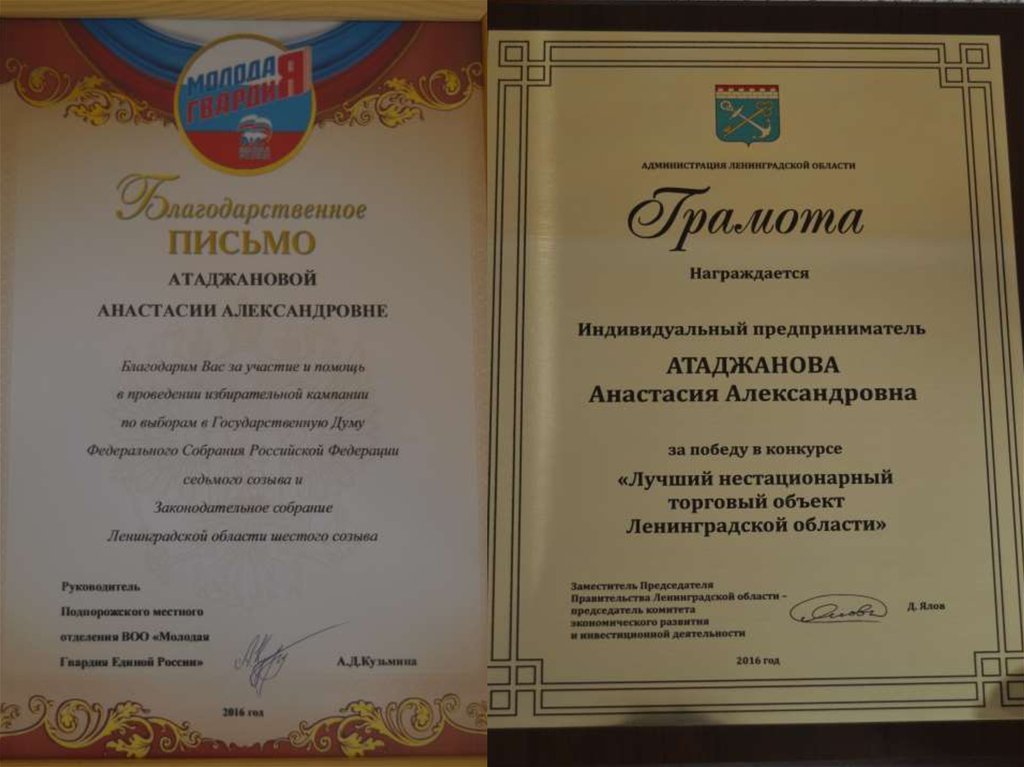 МОЛОДАЯ
ГВАРДИЯ
Благодарственное
ПИСЬМО
АТАДЖАНОВОЙ
АНАСТАСИИ АЛЕКСАНДРОВНЕ
Благодарим Вас за участие и помощь
в проведении избирательной кампании
по выборам в Государственную Думу
Федерального Собрания Российской Федерации
седьмого созыва и
Законодательное собрание
Ленинградской области шестого созыва
Руководитель
Подпорожского местного
отделения ВОО «Молодая
Гвардия Единой России»
А.Д.Кузьмина
2016 год
АДМИНИСТРАЦИЯ ЛЕНИНГРАДСКОЙ ОБЛАСТИ
Грамота
Награждается
Индивидуальный предприниматель
АТАДЖАНОВА
Анастасия Александровна
за победу в конкурсе
«Лучший нестационарный
торговый объект
Ленинградской области»
Заместитель Председателя
Правительства Ленинградской области –
председатель комитета
экономического развития
и инвестиционной деятельности
Д. Ялов
2016 год